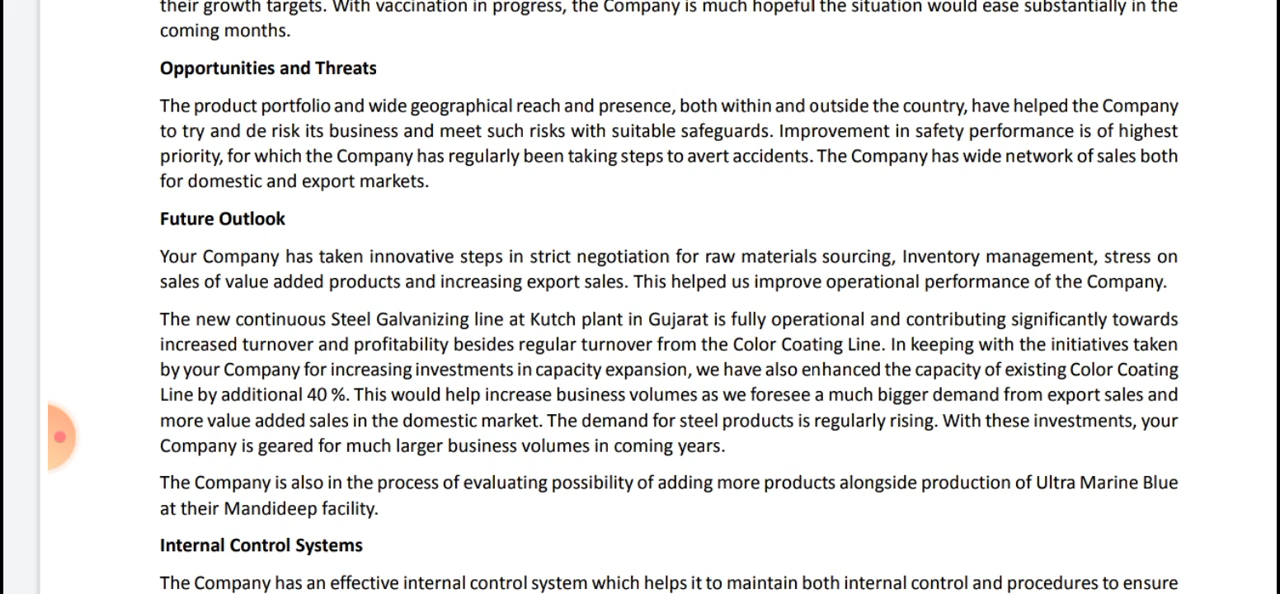 their growth targets. With vaccination in progress, the Company is much hopeful the situation would ease substantially in the
coming months.
Opportunities and Threats
The product portfolio and wide geographical reach and presence, both within and outside the country, have helped the Company
to try and de risk its business and meet such risks with suitable safeguards. Improvement in safety performance is of highest
priority, for which the Company has regularly been taking steps to avert accidents. The Company has wide network of sales both
for domestic and export markets.
Future Outlook
Your Company has taken innovative steps in strict negotiation for raw materials sourcing, Inventory management, stress on
sales of value added products and increasing export sales. This helped us improve operational performance of the Company.
The new continuous Steel Galvanizing line at Kutch plant in Gujarat is fully operational and contributing significantly towards
increased turnover and profitability besides regular turnover from the Color Coating Line. In keeping with the initiatives taken
by your Company for increasing investments in capacity expansion, we have also enhanced the capacity of existing Color Coating
Line by additional 40 %. This would help increase business volumes as we foresee a much bigger demand from export sales and
more value added sales in the domestic market. The demand for steel products is regularly rising. With these investments, your
Company is geared for much larger business volumes in coming years.
The Company is also in the process of evaluating possibility of adding more products alongside production of Ultra Marine Blue
at their Mandideep facility.
Internal Control Systems
The Company has an effective internal control system which helps it to maintain both internal control and procedures to ensure